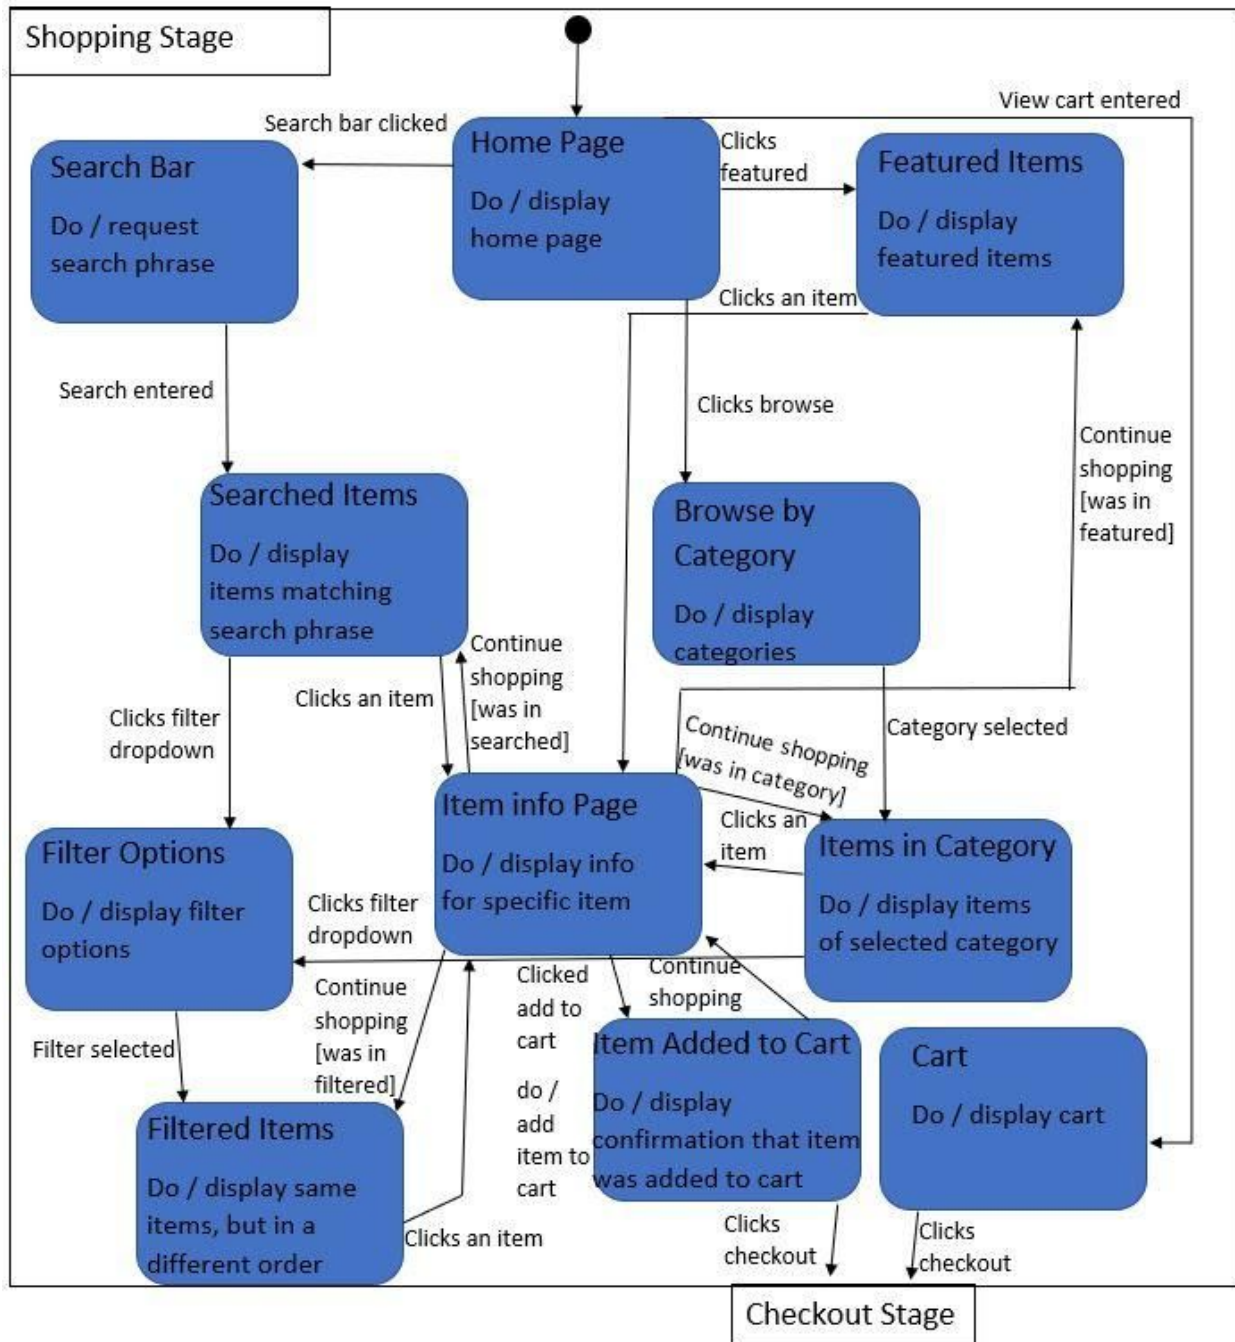 Shopping Stage
View cart entered
Search bar clicked
Home Page
Do / display
home page
Clicks
featured
Search Bar
Do / request
search phrase
Featured Items
Do / display
featured items
Clicks an item
Search entered
Clicks browse
Continue
shopping
[was in
featured]
Searched Items
Do / display
items matching
search phrase
Browse by
Category
Do / display
categories
Continue
shopping
[was in
searched]
Clicks an item
Clicks filter
dropdown
Continue shopping
[was in category]
Category selected
Item info Page
Do / display info
for specific item
Clicks an
item
Items in Category
Do / display items
of selected category
Filter Options
Do / display filter
options
Clicks filter
dropdown
Continue
shopping
[was in
filtered]
Clicked
add to
cart
do /
add
item to
cart
Continue
shopping
Filter selected
Item Added to Cart
Do / display
confirmation that item
was added to cart
Cart
Do / display cart
Filtered Items
Do / display same
items, but in a
different order
Clicks an item
Clicks
checkout
Clicks
checkout
Checkout Stage